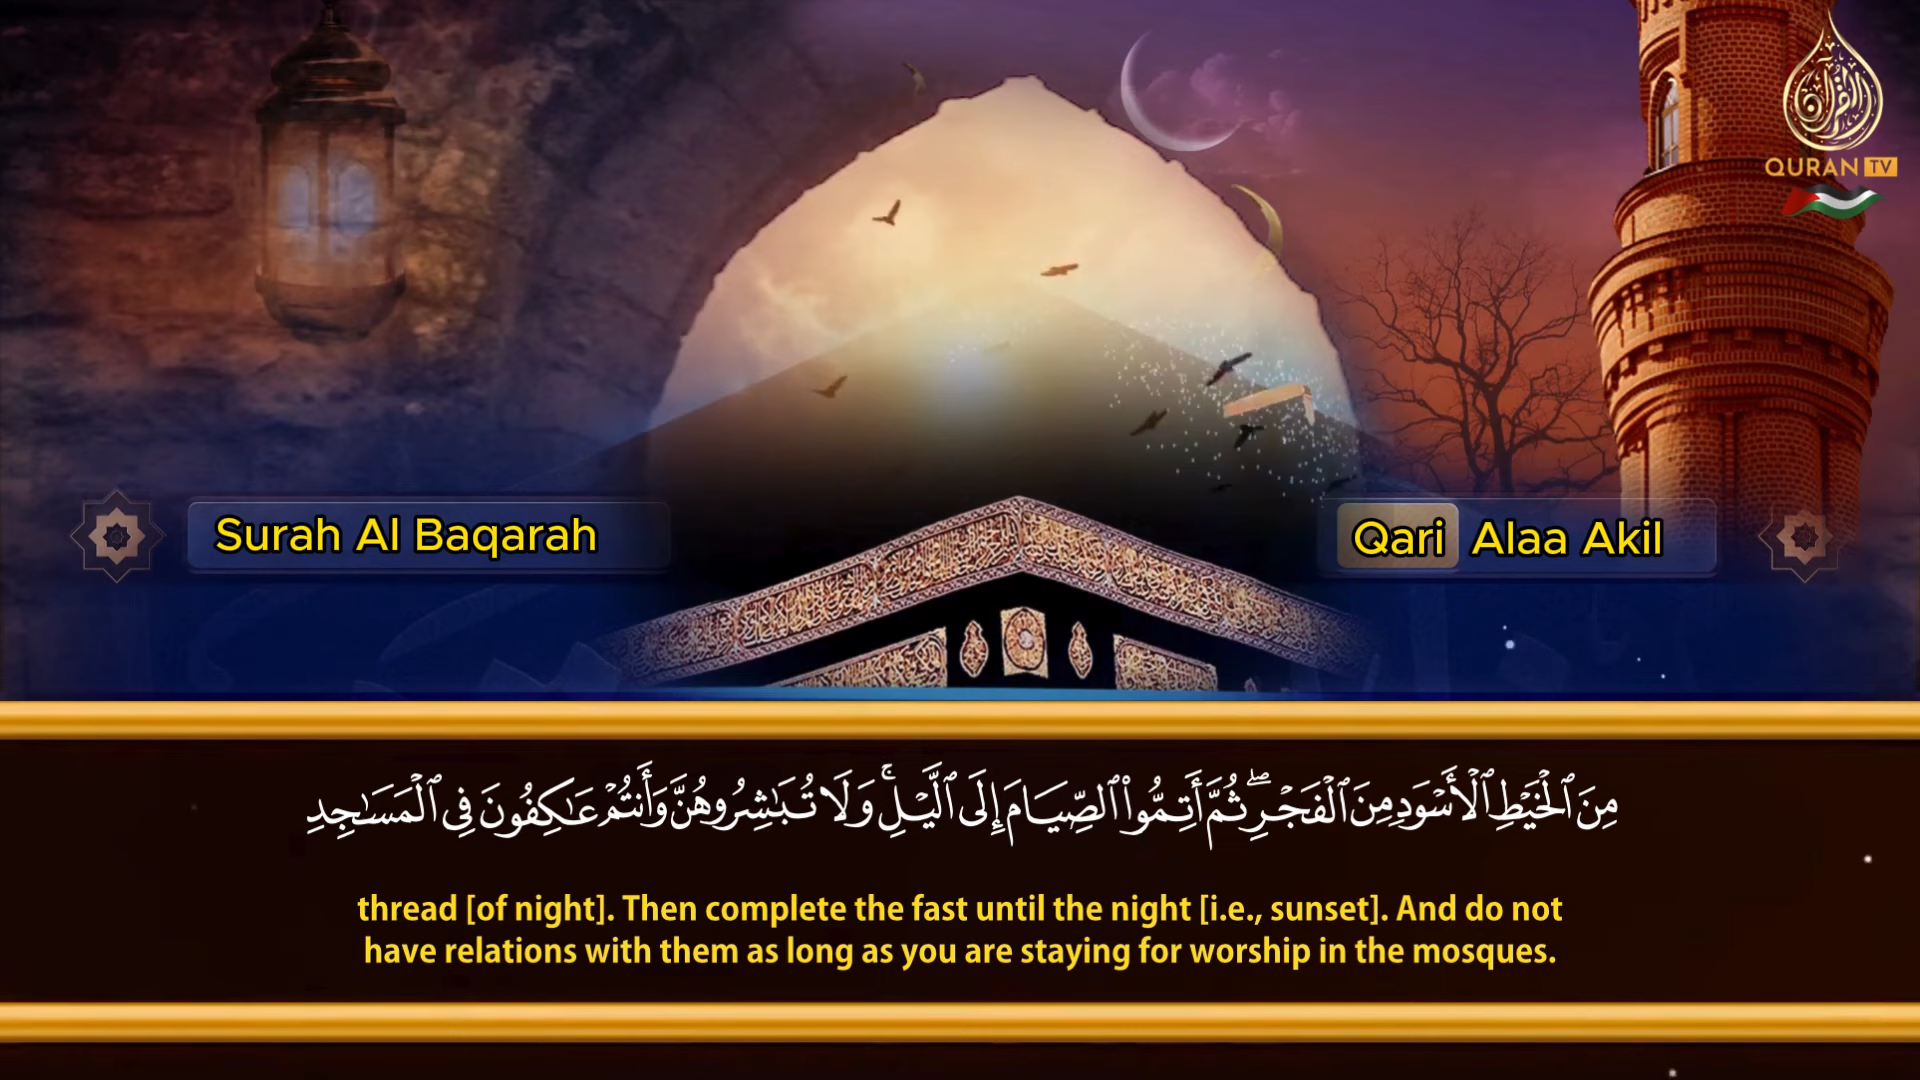 القرآن
QURAN TV
Surah Al Baqarah
Qari Alaa Akil
مِنَ ٱلْخَيْطِ ٱلْأَسْوَدِ مِنَ ٱلْفَجْرِ ۖ ثُمَّ أَتِمُّوا۟ ٱلصِّيَامَ إِلَى ٱلَّيْلِ ۚ وَلَا تُبَـٰشِرُوهُنَّ وَأَنتُمْ عَـٰكِفُونَ فِى ٱلْمَسَـٰجِدِ
thread [of night]. Then complete the fast until the night [i.e., sunset]. And do not
have relations with them as long as you are staying for worship in the mosques.